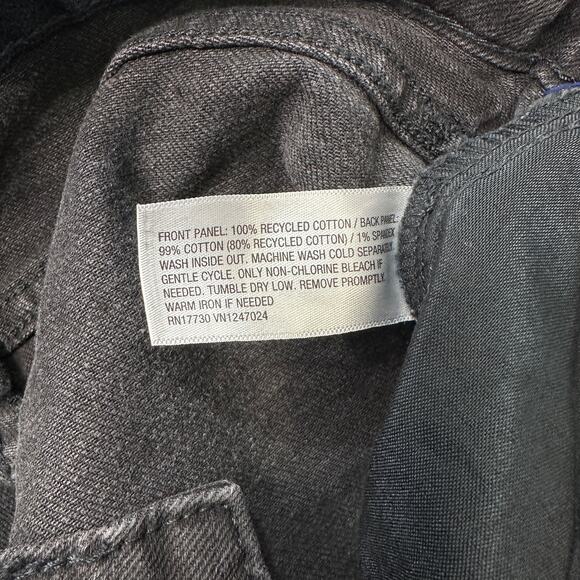 FRONT PANEL: 100% RECYCLED COTTON / BACK PANEL:
99% COTTON (80% RECYCLED COTTON) / 1% SPANDEX
WASH INSIDE OUT. MACHINE WASH COLD SEPARATELY.
GENTLE CYCLE. ONLY NON-CHLORINE BLEACH IF
NEEDED. TUMBLE DRY LOW. REMOVE PROMPTLY.
WARM IRON IF NEEDED
RN17730 VN1247024